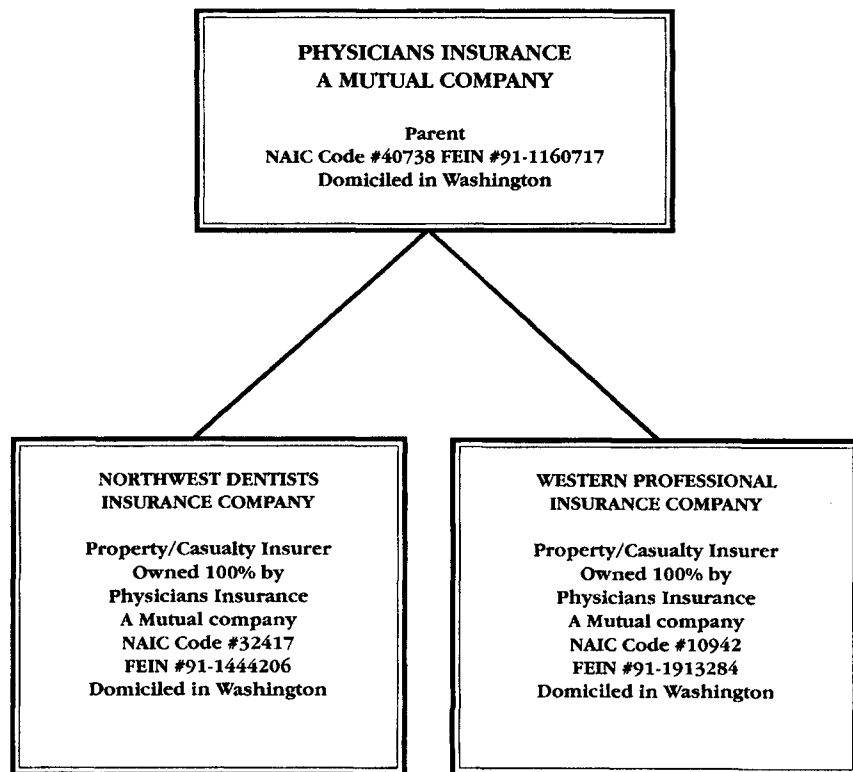 PHYSICIANS INSURANCE
A MUTUAL COMPANY
Parent
NAIC Code #40738 FEIN #91-1160717
Domiciled in Washington
NORTHWEST DENTISTS
INSURANCE COMPANY
Property/Casualty Insurer
Owned 100% by
Physicians Insurance
A Mutual company
NAIC Code #32417
FEIN #91-1444206
Domiciled in Washington
WESTERN PROFESSIONAL
INSURANCE COMPANY
Property/Casualty Insurer
Owned 100% by
Physicians Insurance
A Mutual company
NAIC Code #10942
FEIN #91-1913284
Domiciled in Washington